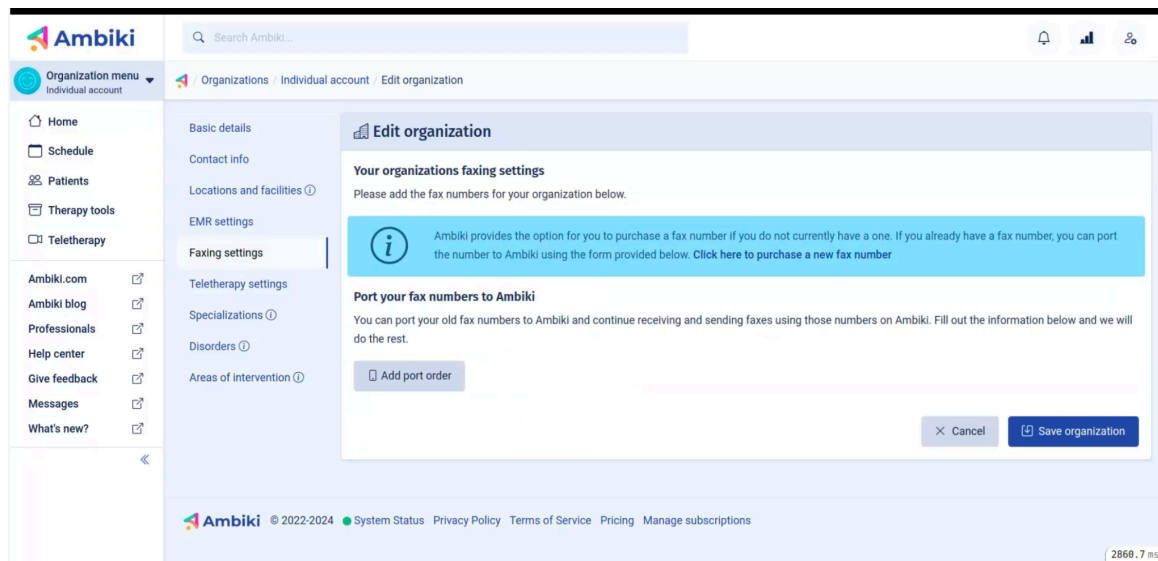 Ambiki
Search Ambiki...
Organization menu
Individual account
Organizations / Individual account / Edit organization
Home
Schedule
Patients
Therapy tools
Teletherapy
Ambiki.com
Ambiki blog
Professionals
Help center
Give feedback
Messages
What's new?
Basic details
Contact info
Locations and facilities
EMR settings
Faxing settings
Teletherapy settings
Specializations
Disorders
Areas of intervention
Edit organization
Your organizations faxing settings
Please add the fax numbers for your organization below.
Ambiki provides the option for you to purchase a fax number if you do not currently have a one. If you already have a fax number, you can port
the number to Ambiki using the form provided below. Click here to purchase a new fax number
Port your fax numbers to Ambiki
You can port your old fax numbers to Ambiki and continue receiving and sending faxes using those numbers on Ambiki. Fill out the information below and we will
do the rest.
Add port order
Cancel
Save organization
Ambiki © 2022-2024 System Status Privacy Policy Terms of Service Pricing Manage subscriptions
2860.7 ms